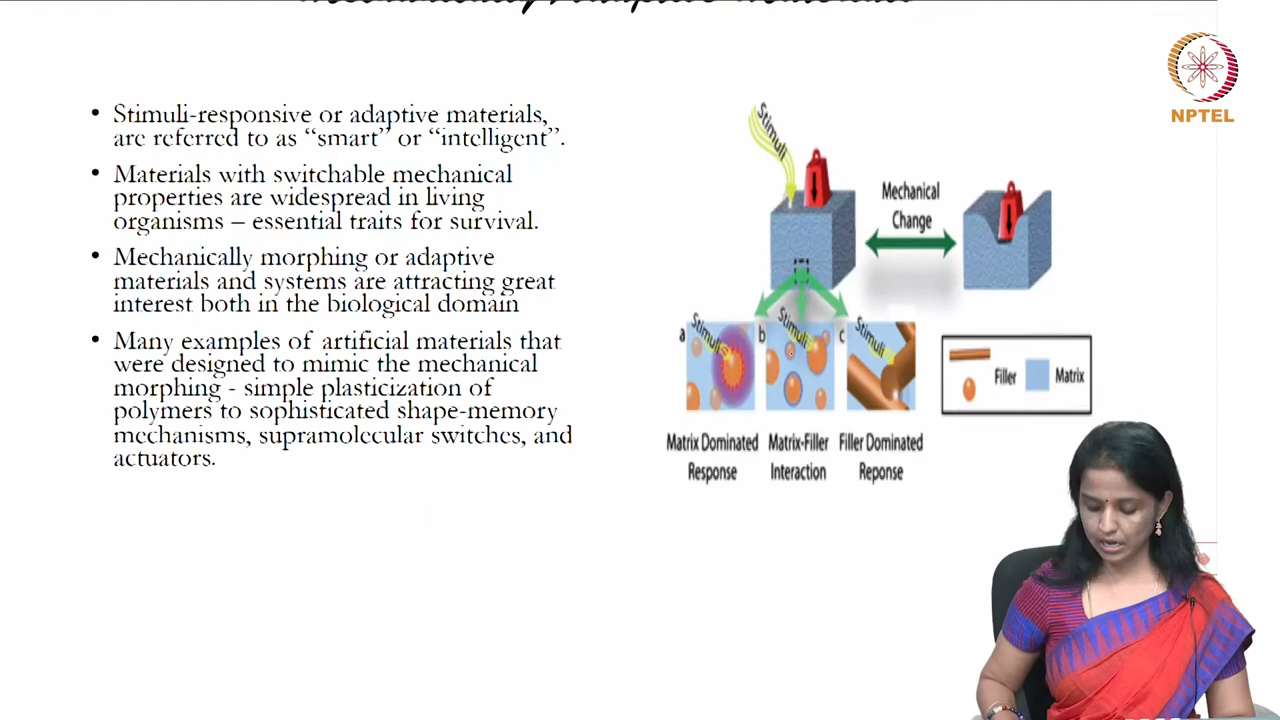 Stimuli-responsive or adaptive materials,
are referred to as “smart” or “intelligent”.
Materials with switchable mechanical
properties are widespread in living
organisms – essential traits for survival.
Mechanically morphing or adaptive
materials and systems are attracting great
interest both in the biological domain
Many examples of artificial materials that
were designed to mimic the mechanical
morphing - simple plasticization of
polymers to sophisticated shape-memory
mechanisms, supramolecular switches, and
actuators.
NPTEL
Stimuli
Mechanical
Change
a
Stimuli
b
Stimuli
c
Stimuli
Filler
Matrix
Matrix Dominated
Response
Matrix-Filler
Interaction
Filler Dominated
Reponse